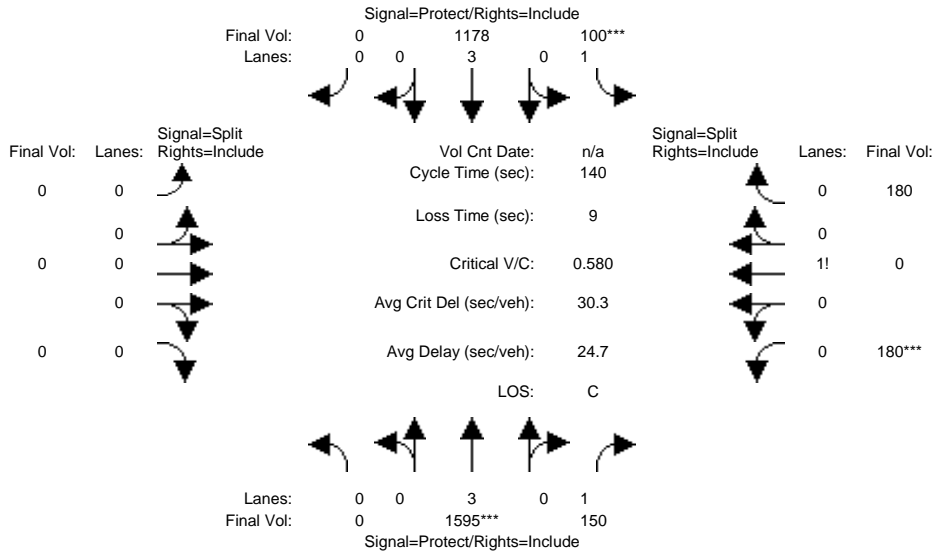 Signal=Protect/Rights=Include
Final Vol: 0 1178 100***
Lanes: 0 0 3 0 1
Signal=Split Signal=Split
Final Vol: Lanes: Rights=Include Vol Cnt Date: n/a Rights=Include Lanes: Final Vol:
Cycle Time (sec): 140
0 0 0 180
Loss Time (sec): 9
0 0
0 0 Critical V/C: 0.580 1! 0
0 Avg Crit Del (sec/veh): 30.3 0
0 0 Avg Delay (sec/veh): 24.7 0 180***
LOS: C
Lanes: 0 0 3 0 1
Final Vol: 0 1595*** 150
Signal=Protect/Rights=Include